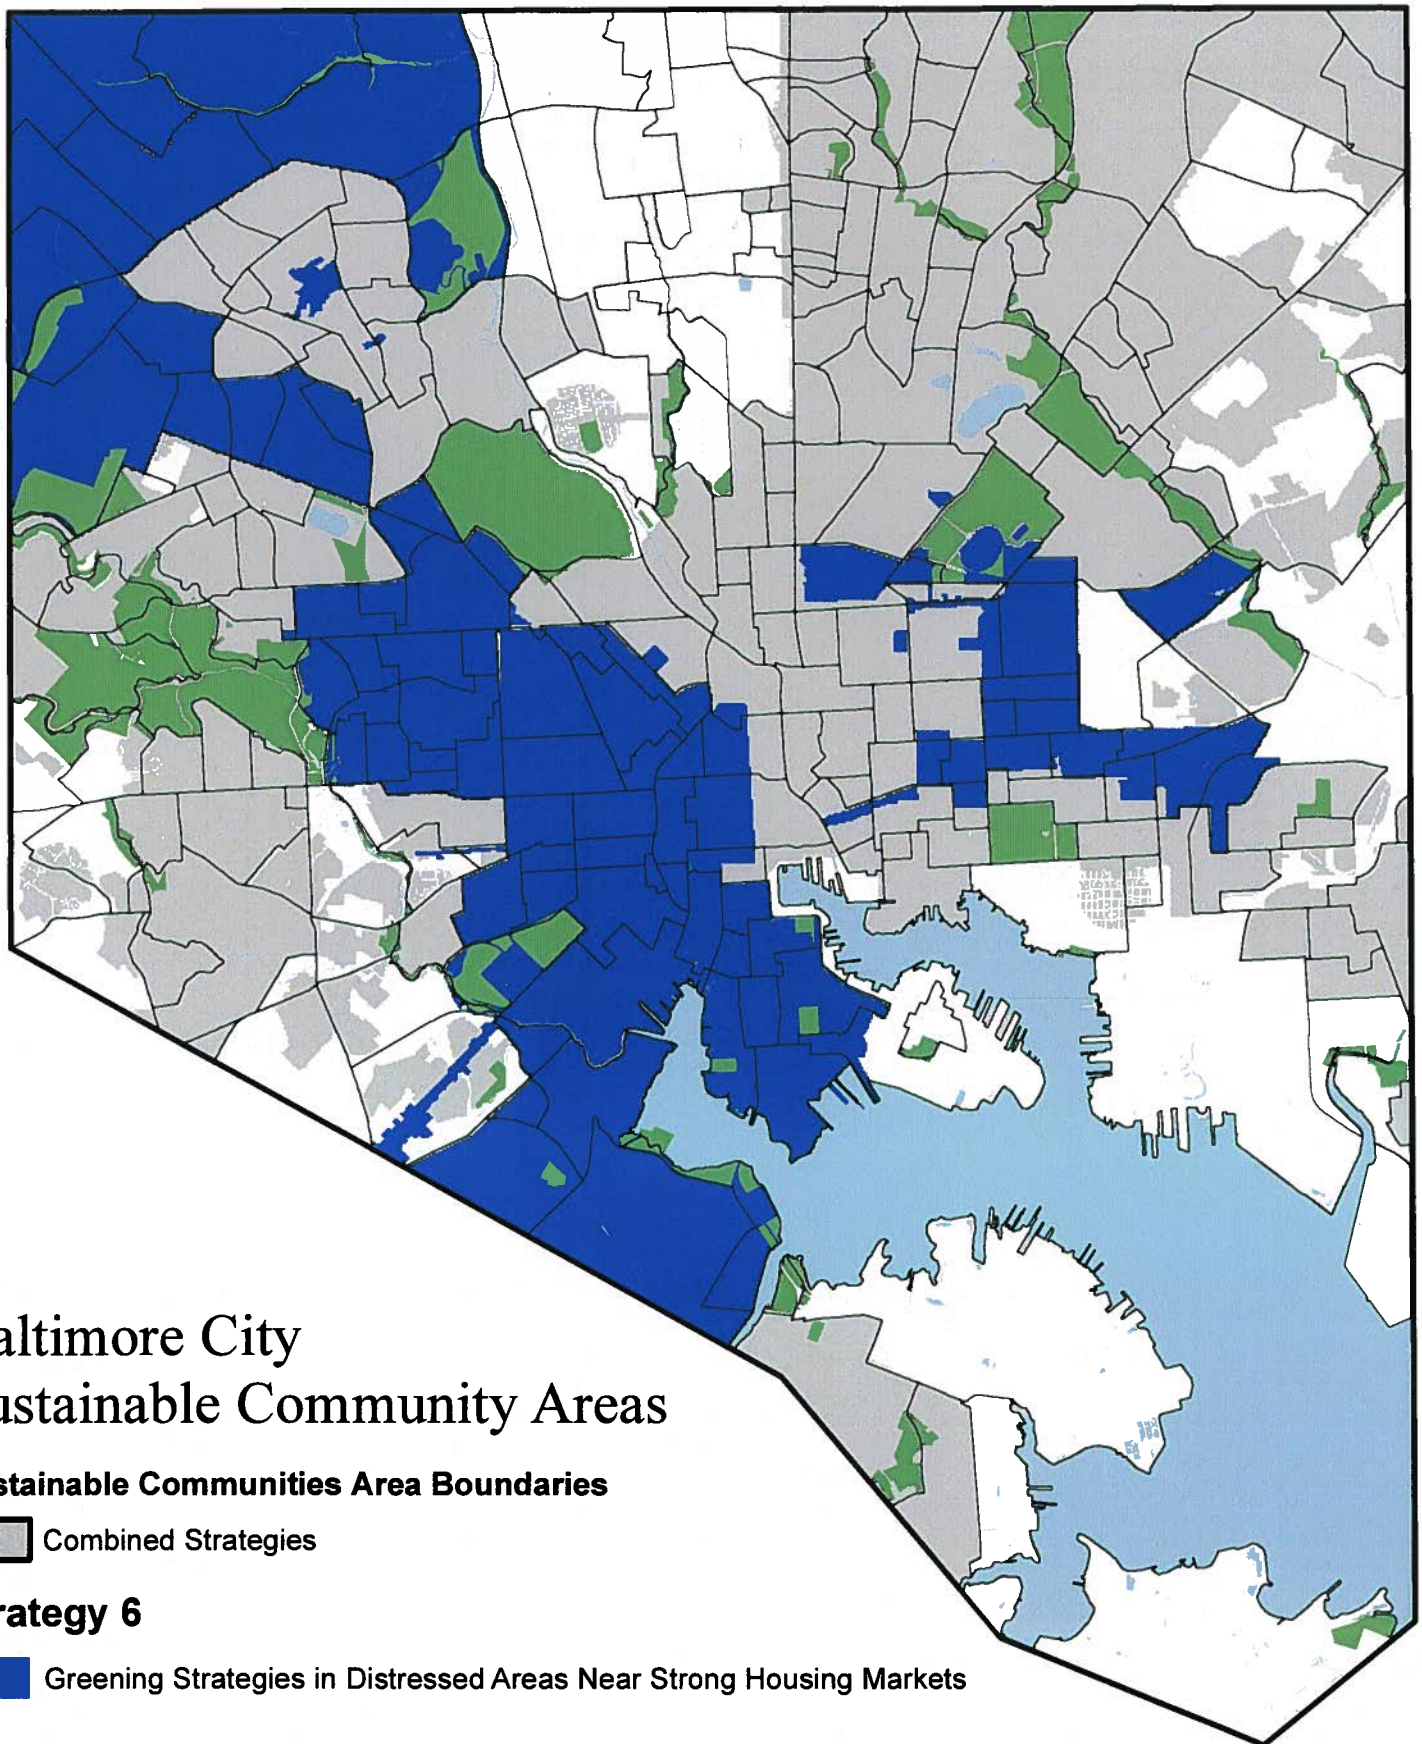 altimore City
ustainable Community Areas
stainable Communities Area Boundaries
Combined Strategies
rategy 6
Greening Strategies in Distressed Areas Near Strong Housing Markets